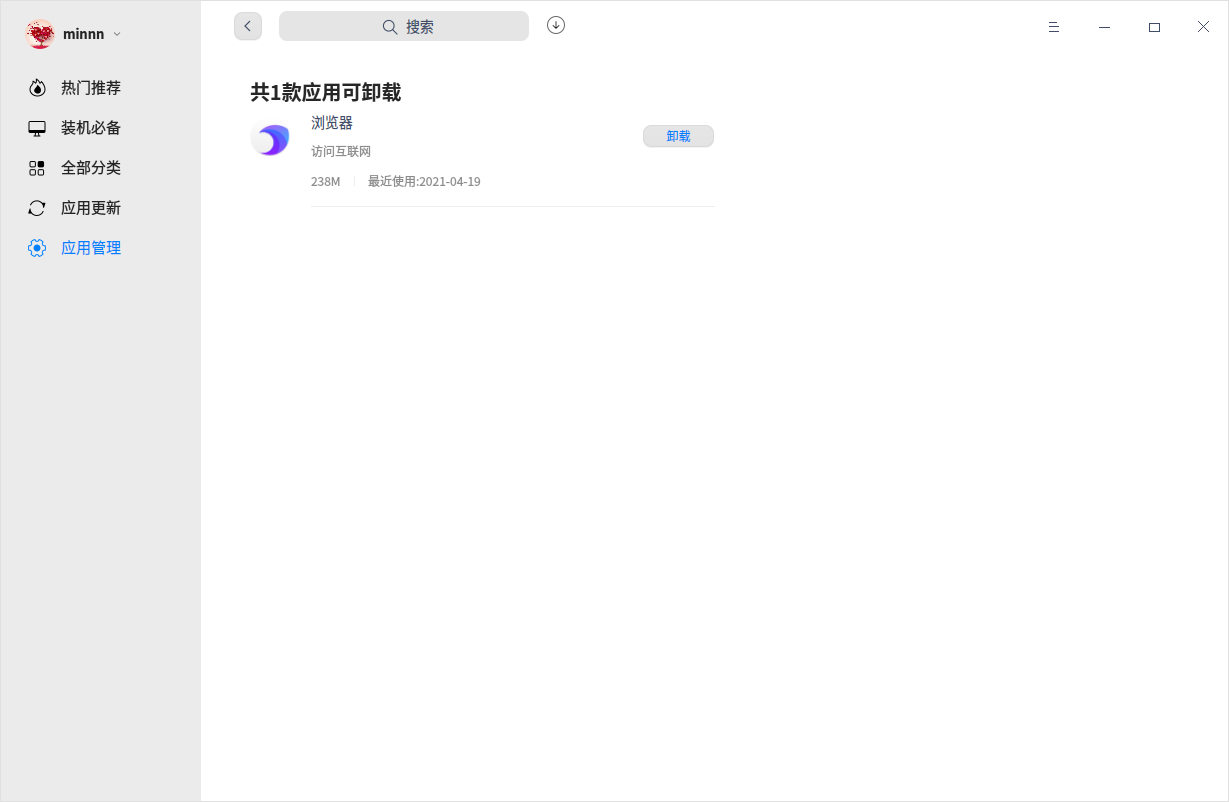 minnn
热门推荐
装机必备
全部分类
应用更新
应用管理
搜索
共1款应用可卸载
浏览器
卸载
访问互联网
238M 最近使用:2021-04-19